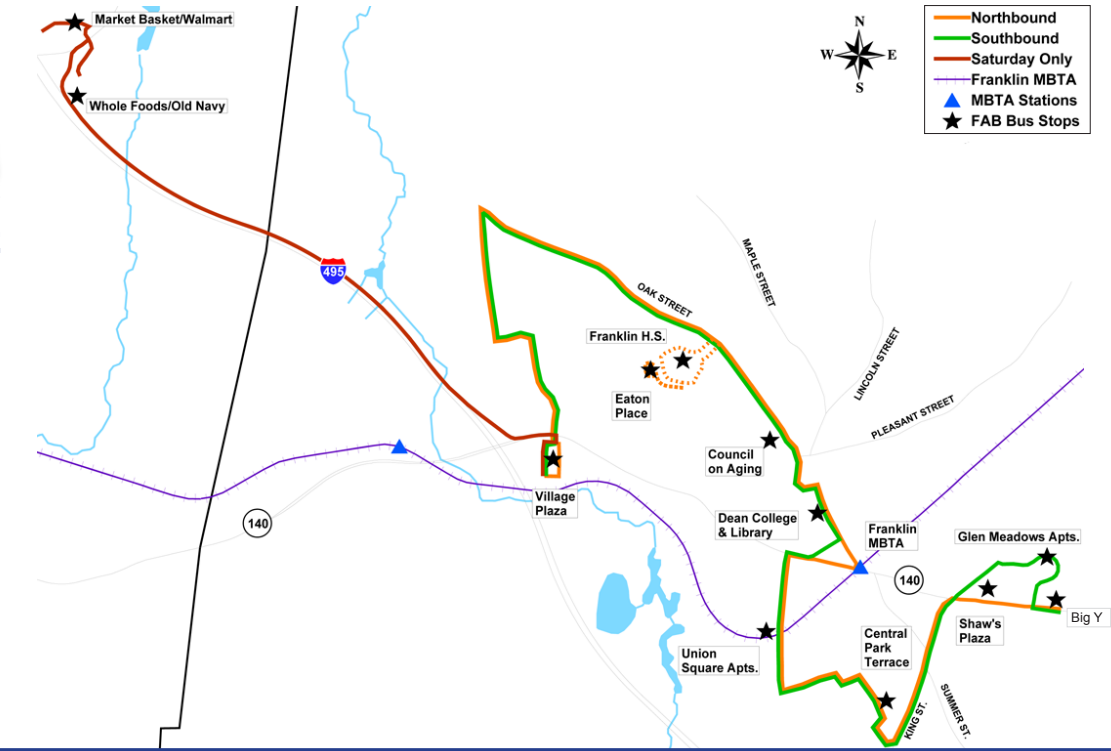 Market Basket/Walmart
Whole Foods/Old Navy
N
W
E
S
Northbound
Southbound
Saturday Only
Franklin MBTA
MBTA Stations
FAB Bus Stops
495
MAPLE STREET
OAK STREET
Franklin H.S.
LINCOLN STREET
Eaton
Place
PLEASANT STREET
Council
on Aging
Village
Plaza
140
Dean College
& Library
Franklin
MBTA
Glen Meadows Apts.
140
Big Y
Shaw's
Plaza
Central
Park
Terrace
Union
Square Apts.
KING ST.
SUMMER ST.